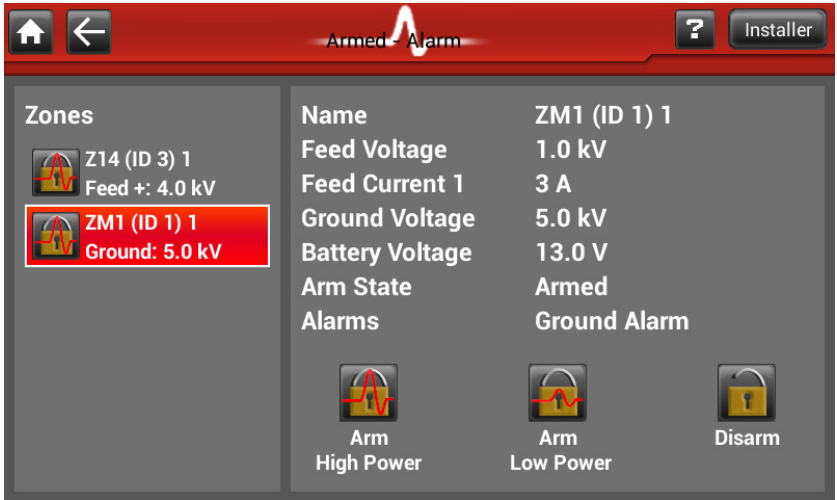 Armed - Alarm
?
Installer
Zones
Z14 (ID 3) 1
Feed +: 4.0 kV
ZM1 (ID 1) 1
Ground: 5.0 kV
Name ZM1 (ID 1) 1
Feed Voltage 1.0 kV
Feed Current 1 3 A
Ground Voltage 5.0 kV
Battery Voltage 13.0 V
Arm State Armed
Alarms Ground Alarm
Arm
High Power
Arm
Low Power
Disarm